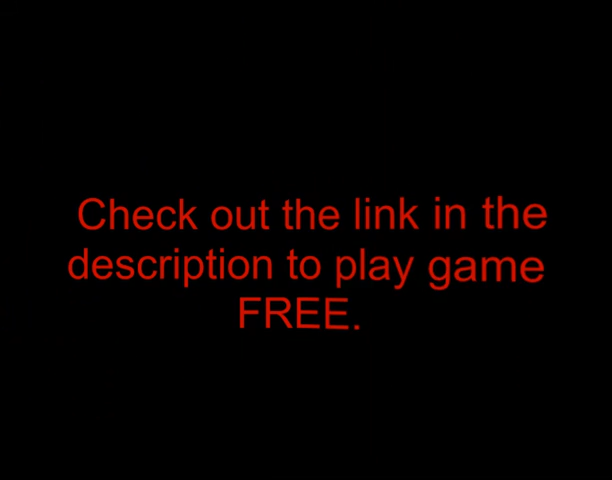 Check out the link in the
description to play game
FREE.